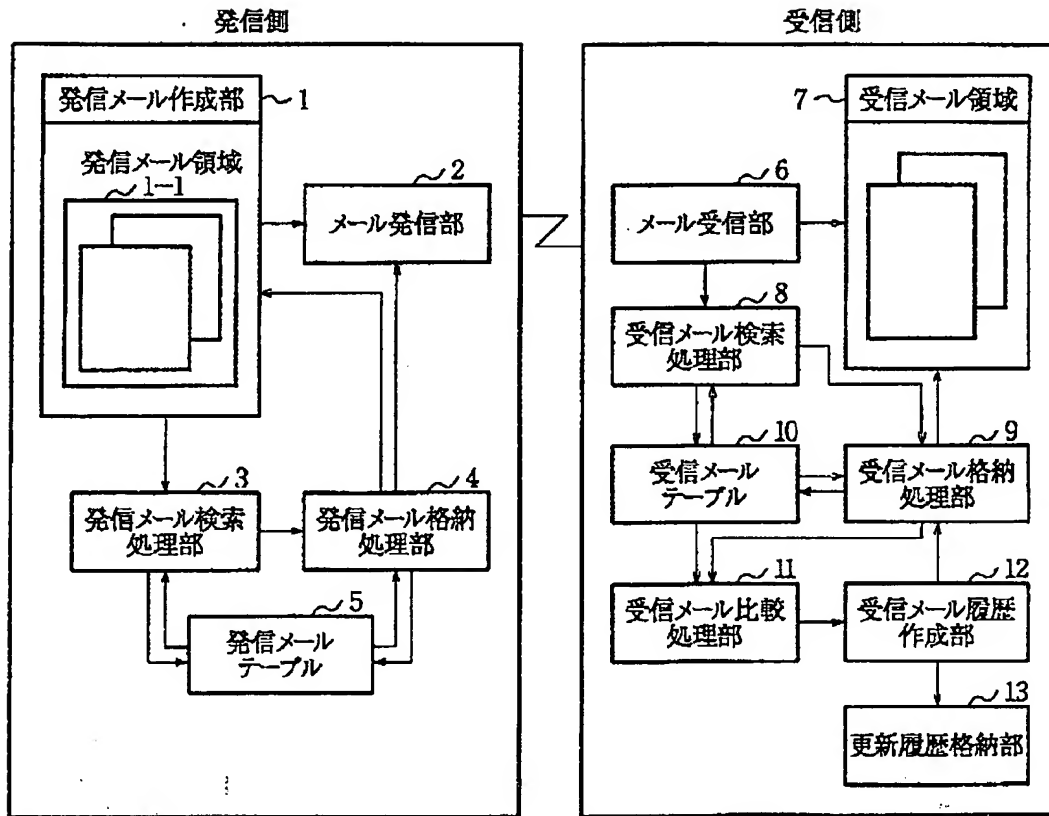 発信側
発信メール作成部
1
発信メール領域
1-1
2
メール発信部
3
発信メール検索
処理部
4
発信メール格納
処理部
5
発信メール
テーブル
受信側
7
受信メール領域
6
メール受信部
8
受信メール検索
処理部
10
受信メール
テーブル
9
受信メール格納
処理部
11
受信メール比較
処理部
12
受信メール履歴
作成部
13
更新履歴格納部